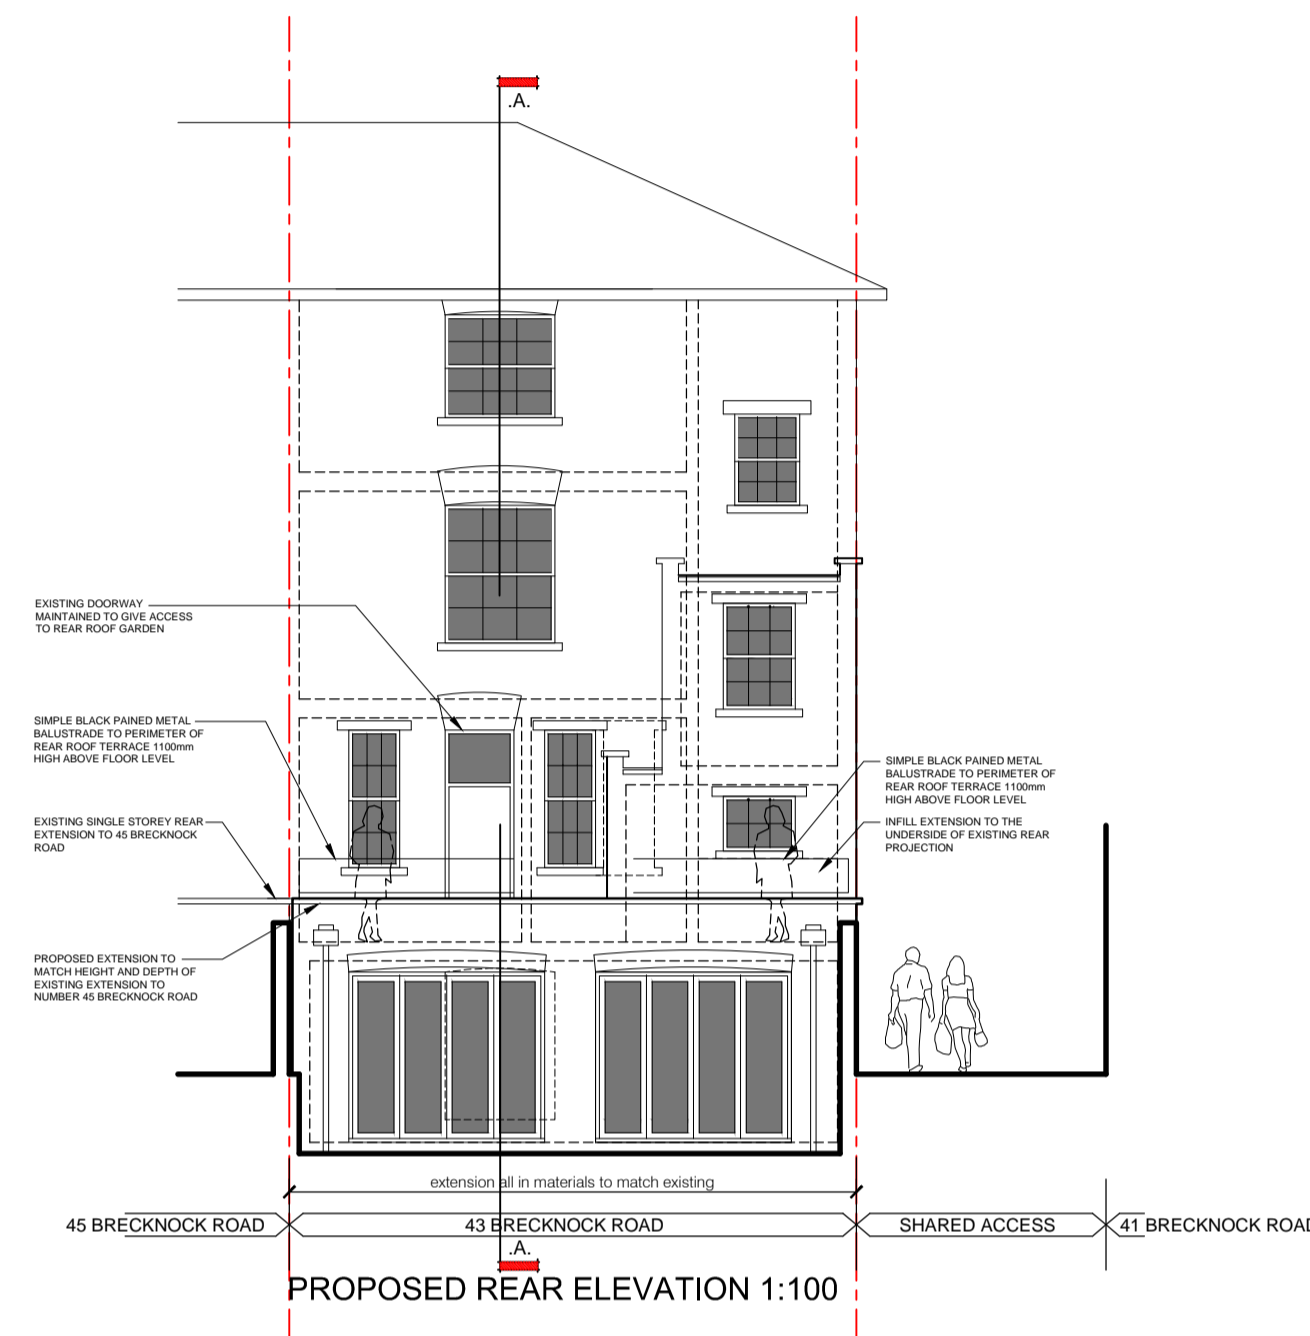 .A.
EXISTING DOORWAY
MAINTAINED TO GIVE ACCESS
TO REAR ROOF GARDEN
SIMPLE BLACK PAINED METAL
BALUSTRADE TO PERIMETER OF
REAR ROOF TERRACE 1100mm
HIGH ABOVE FLOOR LEVEL
EXISTING SINGLE STOREY REAR
EXTENSION TO 45 BRECKNOCK
ROAD
PROPOSED EXTENSION TO
MATCH HEIGHT AND DEPTH OF
EXISTING EXTENSION TO
NUMBER 45 BRECKNOCK ROAD
SIMPLE BLACK PAINED METAL
BALUSTRADE TO PERIMETER OF
REAR ROOF TERRACE 1100mm
HIGH ABOVE FLOOR LEVEL
INFILL EXTENSION TO THE
UNDERSIDE OF EXISTING REAR
PROJECTION
extension all in materials to match existing
45 BRECKNOCK ROAD
43 BRECKNOCK ROAD
SHARED ACCESS
41 BRECKNOCK ROAD
.A.
PROPOSED REAR ELEVATION 1:100